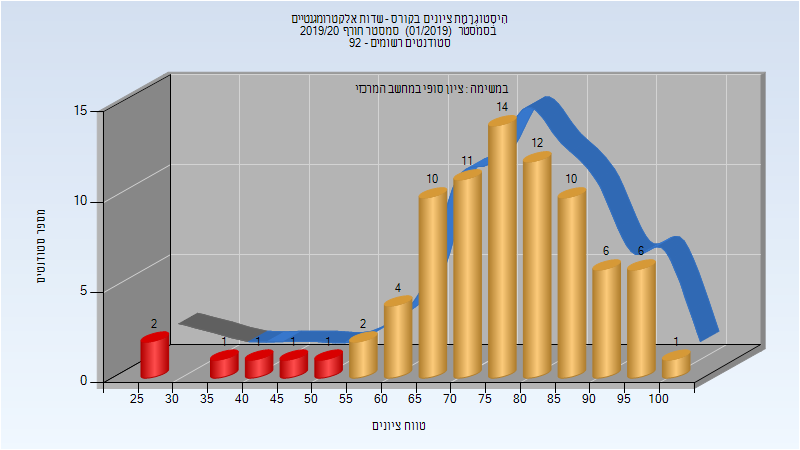 היסטוגרמת ציונים בקורס - שדות אלקטרומגנטיים
בסמסטר (01/2019) סמסטר חורף 2019/20
סטודנטים רשומים - 92
במשימה : ציון סופי במחשב המרכזי
מספר סטודנטים
15
10
5
0
2
1
1
1
1
2
4
10
11
14
12
10
6
6
1
25 30 35 40 45 50 55 60 65 70 75 80 85 90 95 100
טווח ציונים